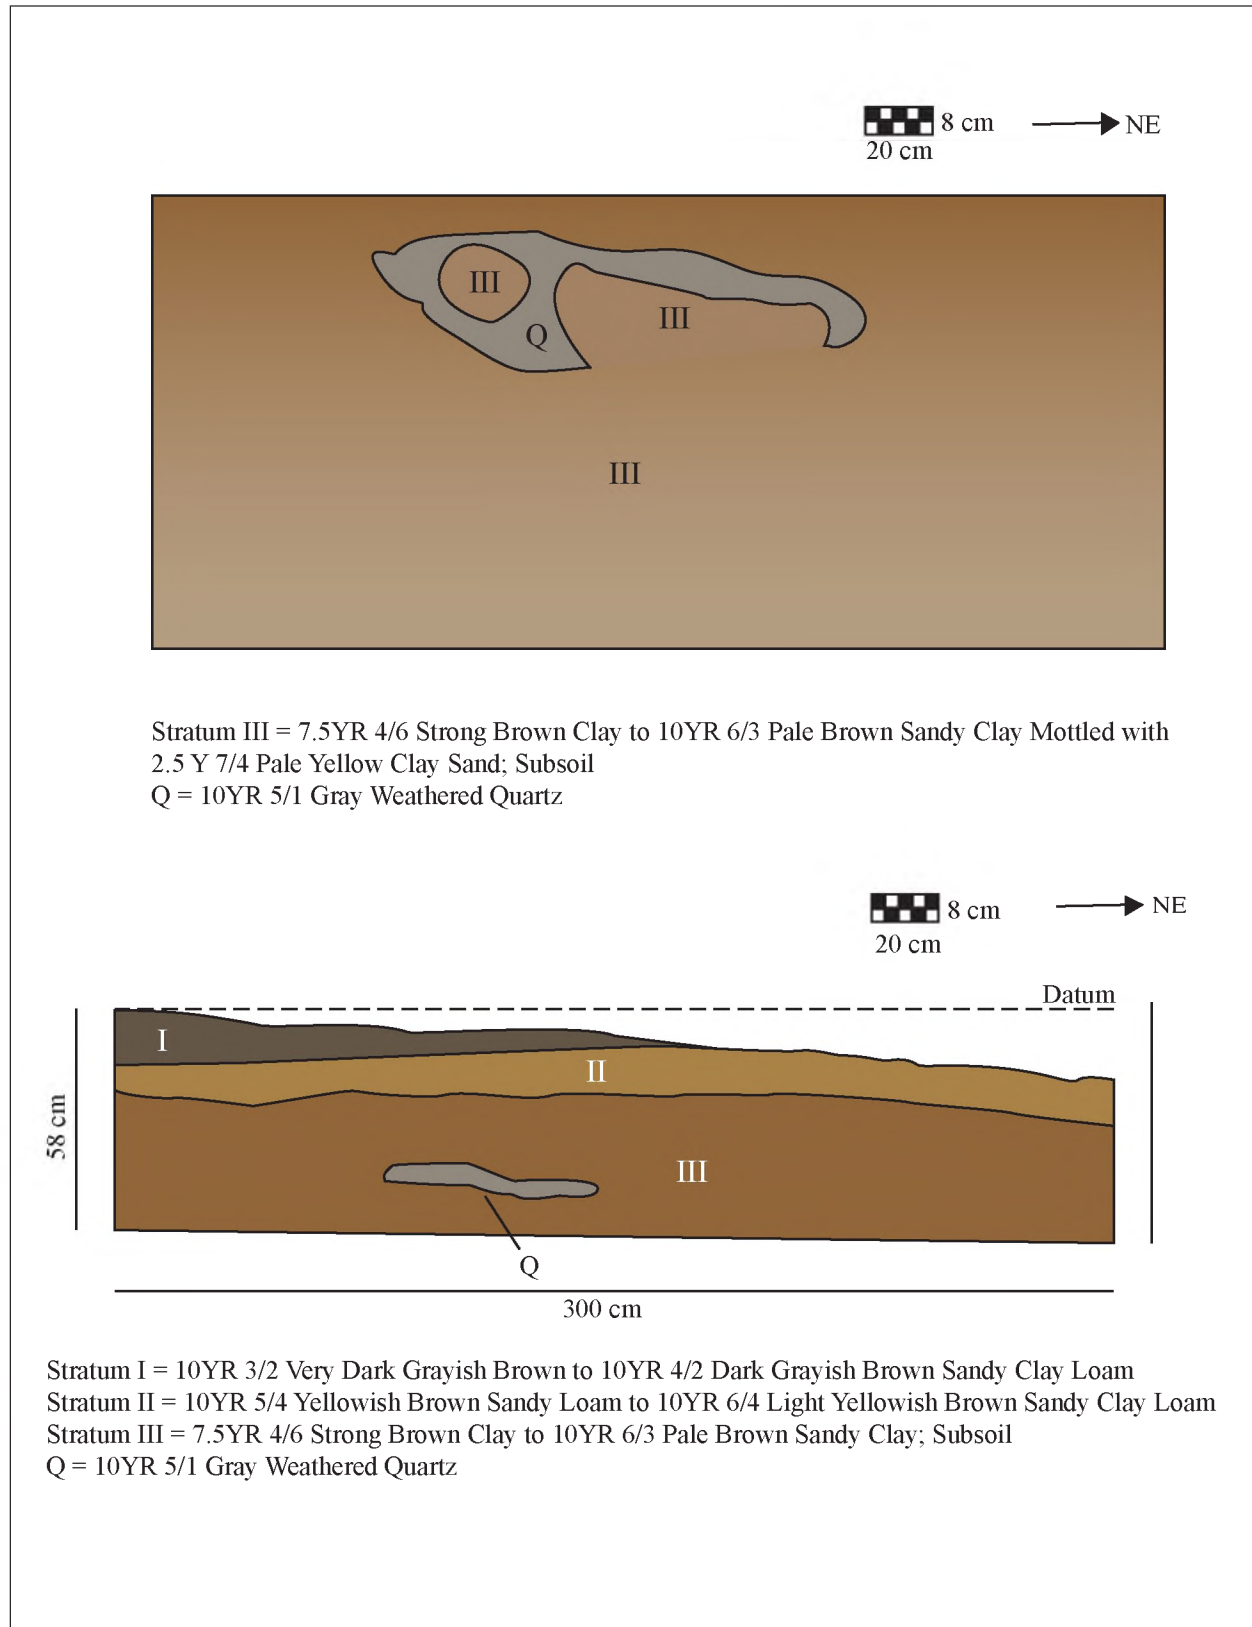 8 cm
NE
20 cm
III
III
Q
III
Stratum III = 7.5YR 4/6 Strong Brown Clay to 10YR 6/3 Pale Brown Sandy Clay Mottled with
2.5 Y 7/4 Pale Yellow Clay Sand; Subsoil
Q = 10YR 5/1 Gray Weathered Quartz
8 cm
NE
20 cm
Datum
I
II
58 cm
III
Q
300 cm
Stratum I = 10YR 3/2 Very Dark Grayish Brown to 10YR 4/2 Dark Grayish Brown Sandy Clay Loam
Stratum II = 10YR 5/4 Yellowish Brown Sandy Loam to 10YR 6/4 Light Yellowish Brown Sandy Clay Loam
Stratum III = 7.5YR 4/6 Strong Brown Clay to 10YR 6/3 Pale Brown Sandy Clay; Subsoil
Q = 10YR 5/1 Gray Weathered Quartz